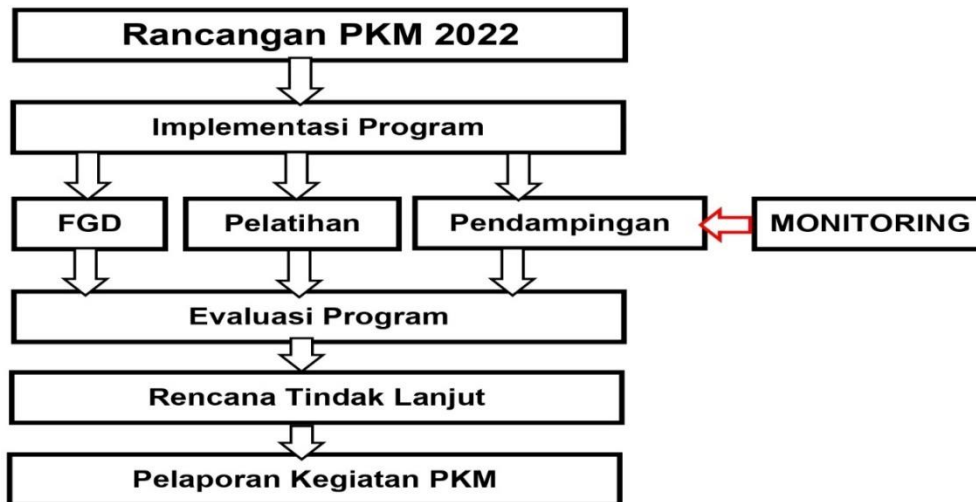 Rancangan PKM 2022
Implementasi Program
FGD
Pelatihan
Pendampingan
MONITORING
Evaluasi Program
Rencana Tindak Lanjut
Pelaporan Kegiatan PKM